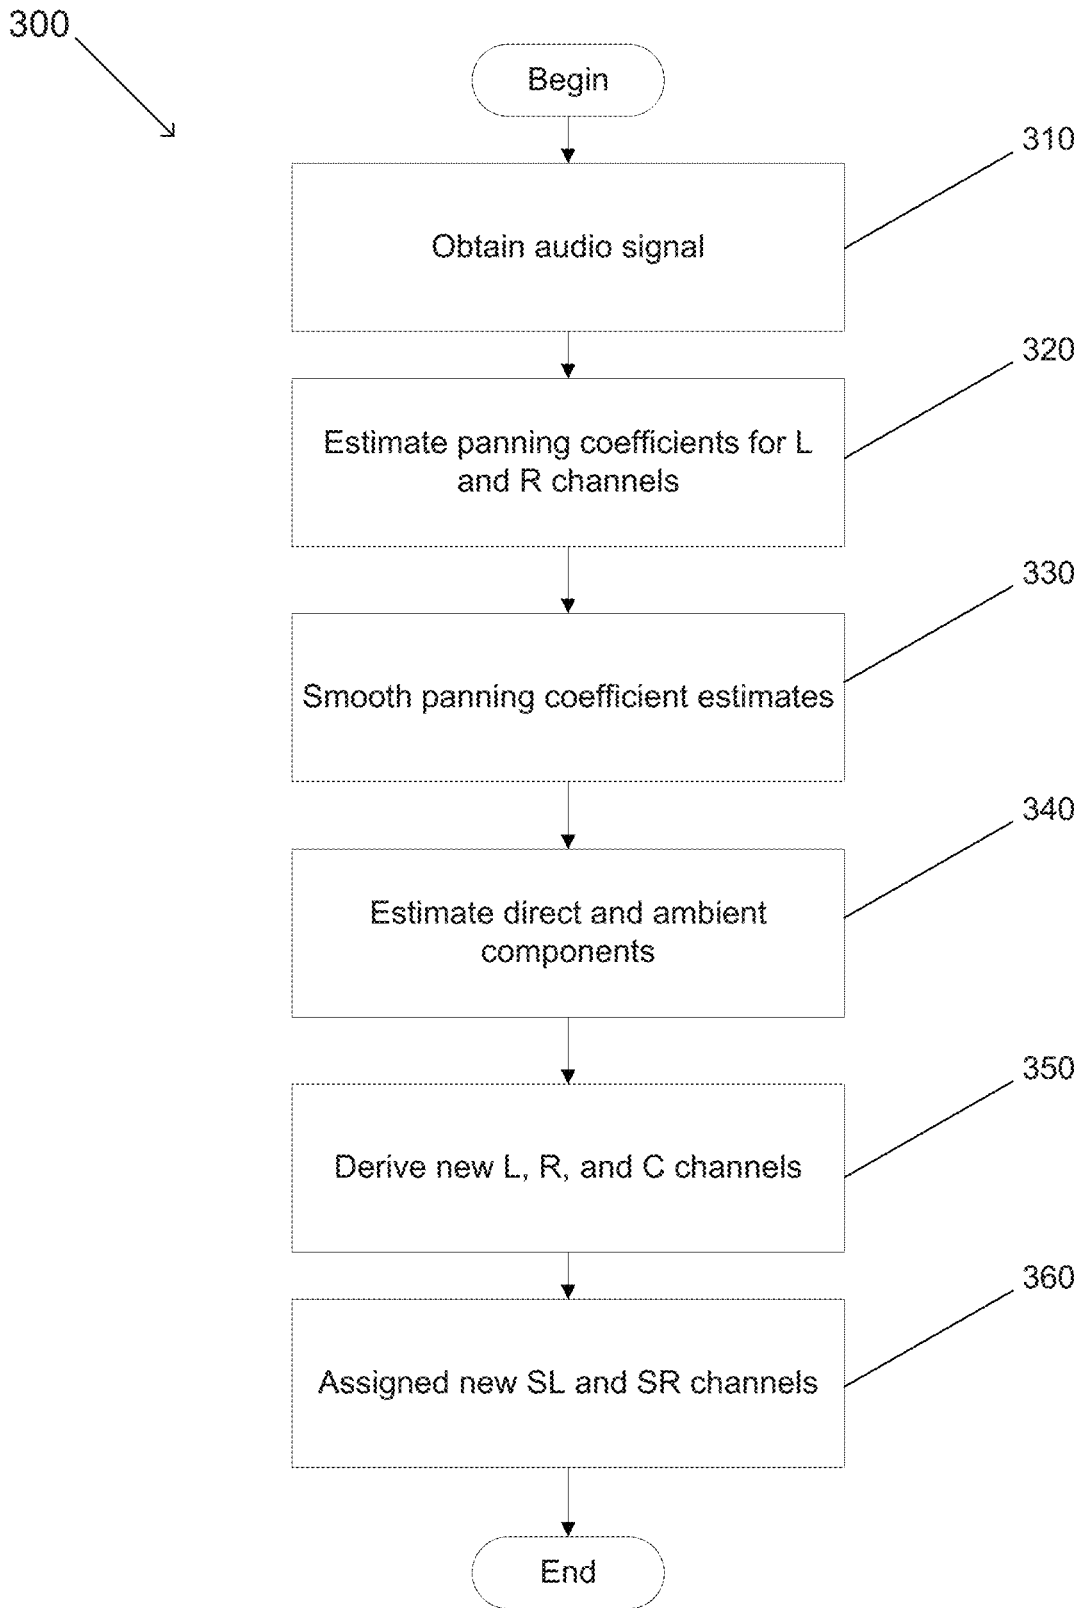 300
Begin
310
Obtain audio signal
320
Estimate panning coefficients for L
and R channels
330
Smooth panning coefficient estimates
340
Estimate direct and ambient
components
350
Derive new L, R, and C channels
360
Assigned new SL and SR channels
End